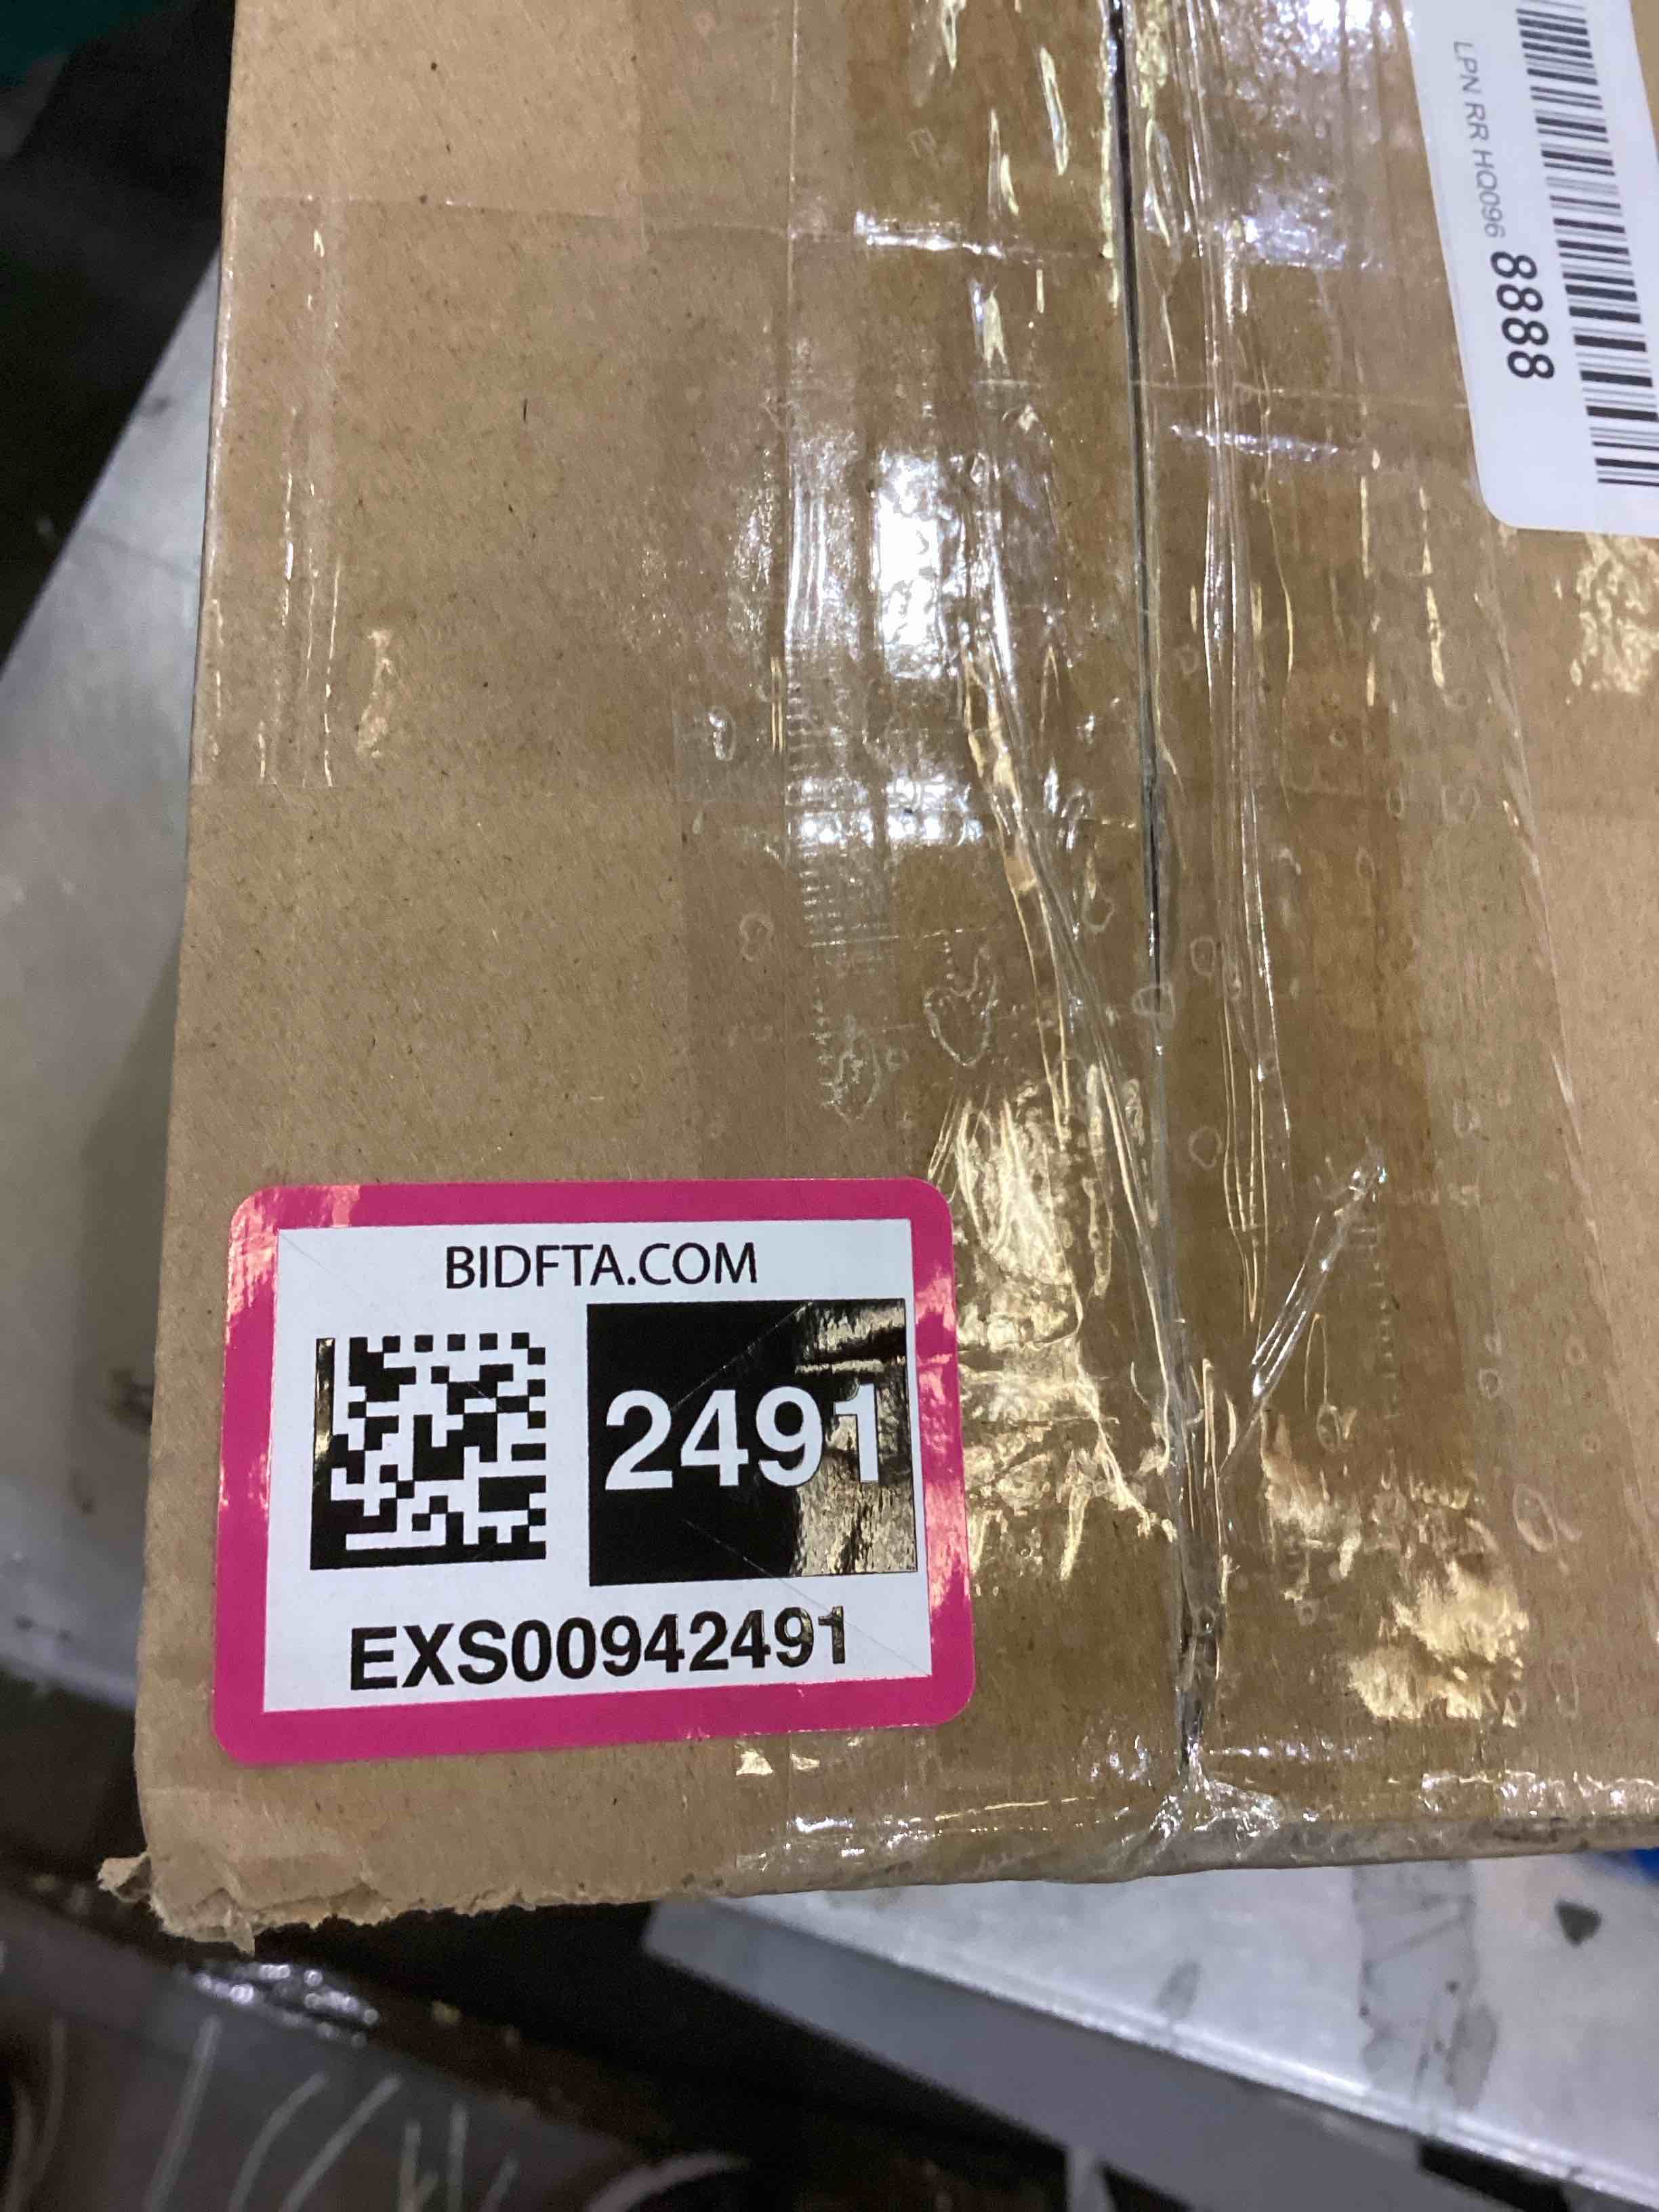 LPN RR HQ096 8888
BIDFTA.COM
2491
EXS00942491